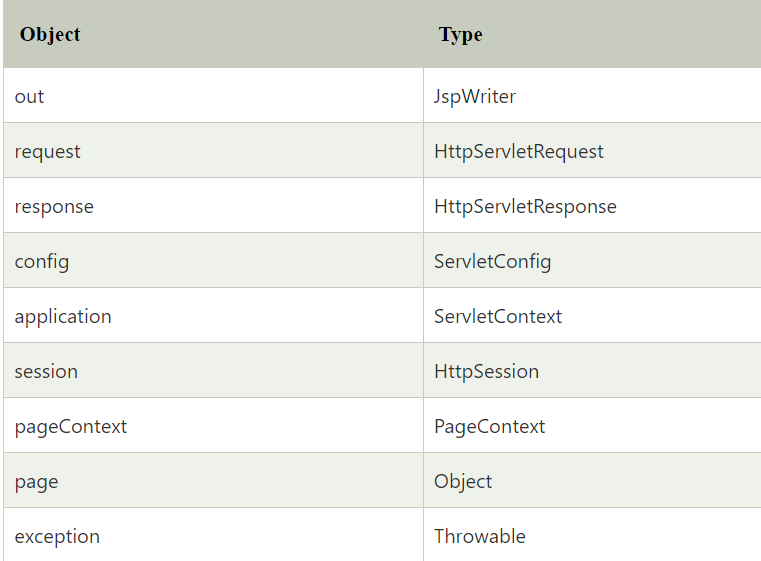 Object Type
out JspWriter
request HttpServletRequest
response HttpServletResponse
config ServletConfig
application ServletContext
session HttpSession
pageContext PageContext
page Object
exception Throwable